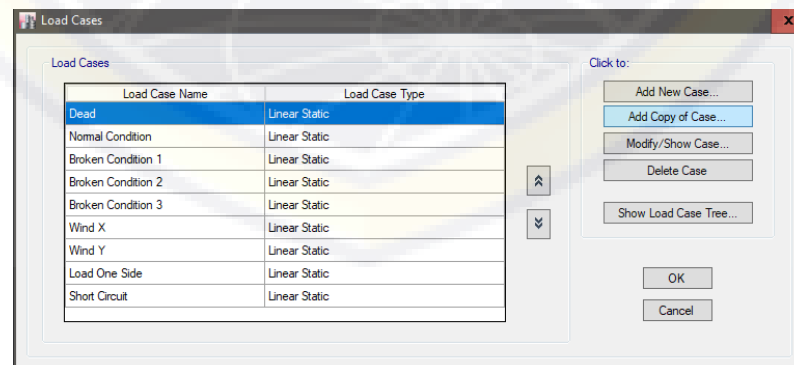 Load Cases
Load Cases
Click to:
Load Case Name Load Case Type
Dead Linear Static
Normal Condition Linear Static
Broken Condition 1 Linear Static
Broken Condition 2 Linear Static
Broken Condition 3 Linear Static
Wind X Linear Static
Wind Y Linear Static
Load One Side Linear Static
Short Circuit Linear Static
Add New Case...
Add Copy of Case...
Modify/Show Case...
Delete Case
Show Load Case Tree...
OK
Cancel